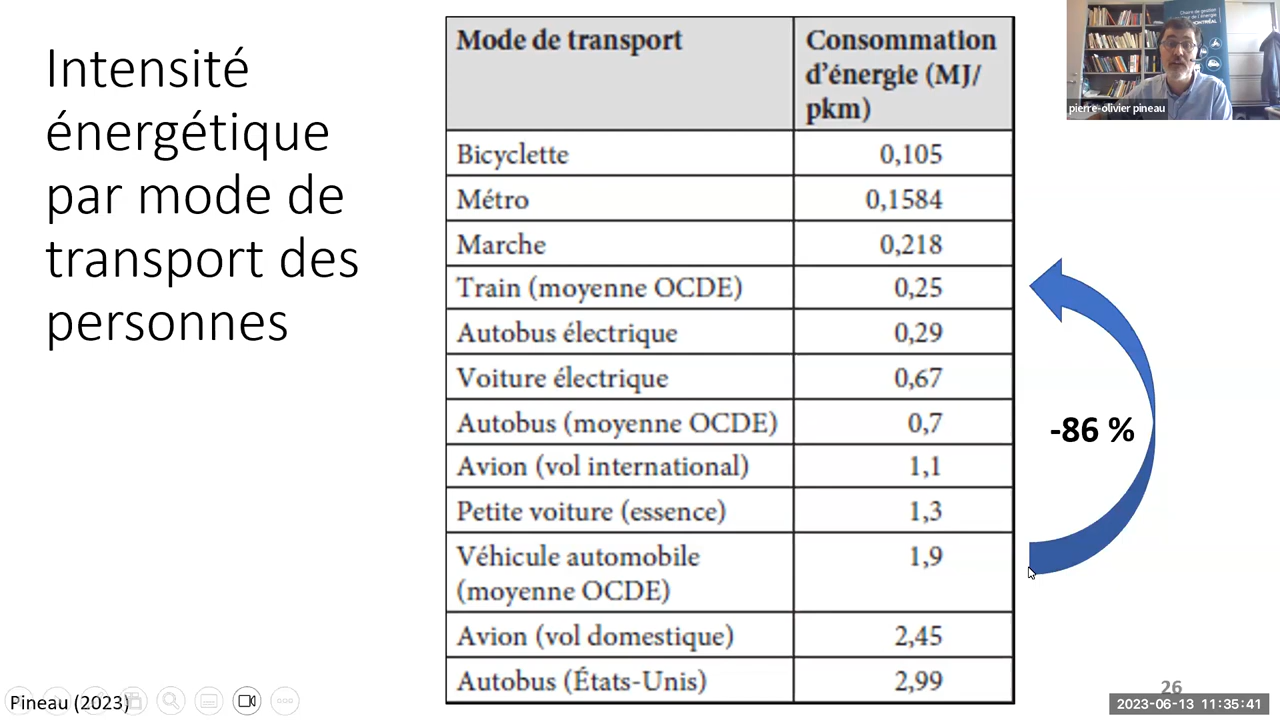 Intensité
énergétique
par mode de
transport des
personnes
Mode de transport
Consommation
d’énergie (MJ/
pkm)
Bicyclette 0,105
Métro 0,1584
Marche 0,218
Train (moyenne OCDE) 0,25
Autobus électrique 0,29
Voiture électrique 0,67
Autobus (moyenne OCDE) 0,7
Avion (vol international) 1,1
Petite voiture (essence) 1,3
Véhicule automobile 1,9
(moyenne OCDE)
Avion (vol domestique) 2,45
Autobus (États-Unis) 2,99
-86 %
Chaire de gestion
MONTRÉAL
pierre-olivier pineau
Pineau (2023)
26
2023-06-13 11:35:41